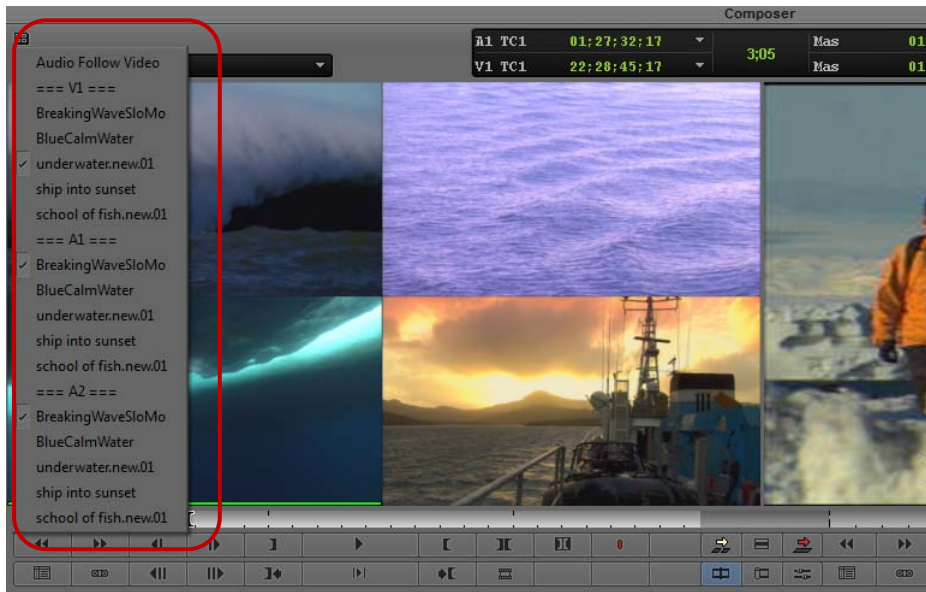 Composer
A1 TC1 01;27;32;17 Mas 01
3;05
V1 TC1 22;28;45;17 Mas 01
Audio Follow Video
=== V1 ===
BreakingWaveSloMo
BlueCalmWater
underwater.new.01
ship into sunset
school of fish.new.01
=== A1 ===
BreakingWaveSloMo
BlueCalmWater
underwater.new.01
ship into sunset
school of fish.new.01
=== A2 ===
BreakingWaveSloMo
BlueCalmWater
underwater.new.01
ship into sunset
school of fish.new.01